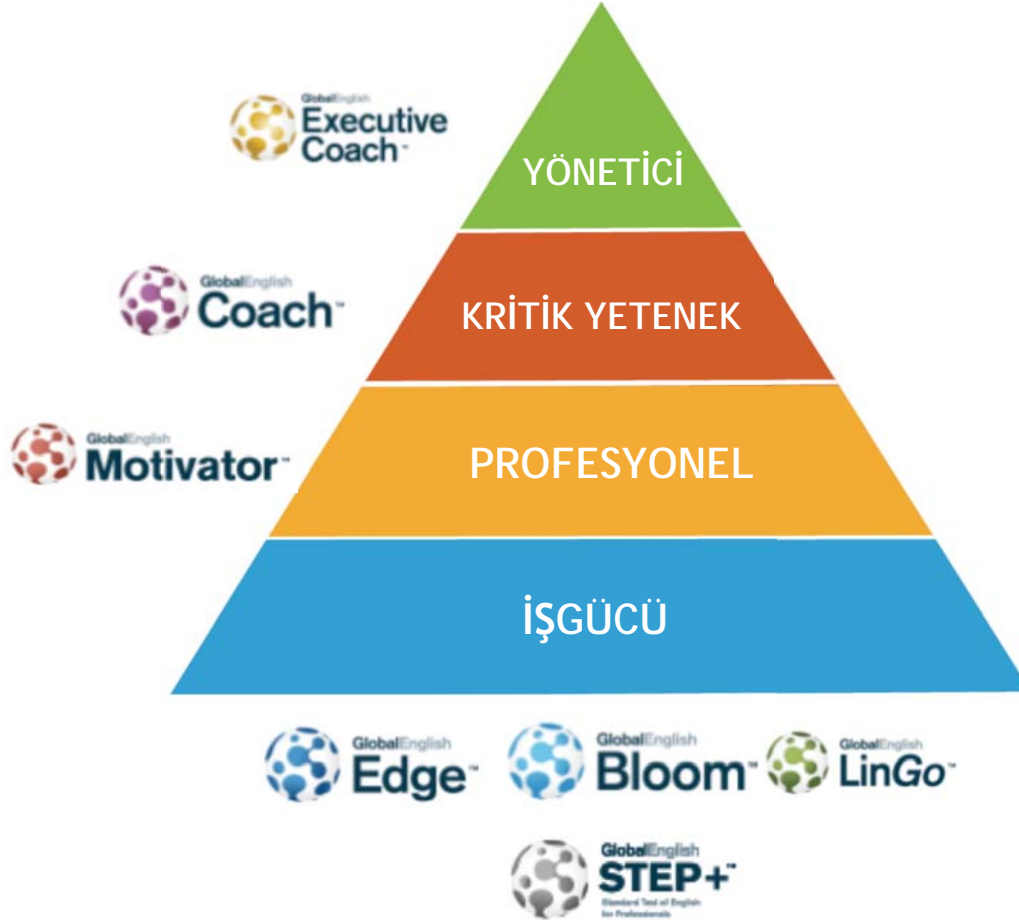 GlobalEnglish
Executive
Coach™
YÖNETİCİ
GlobalEnglish
Coach™
KRİTİK YETENEK
GlobalEnglish
Motivator™
PROFESYONEL
İŞGÜCÜ
GlobalEnglish
Edge™
GlobalEnglish
Bloom™
GlobalEnglish
LinGo™
GlobalEnglish
STEP+™
Standard Test of English
for Professionals